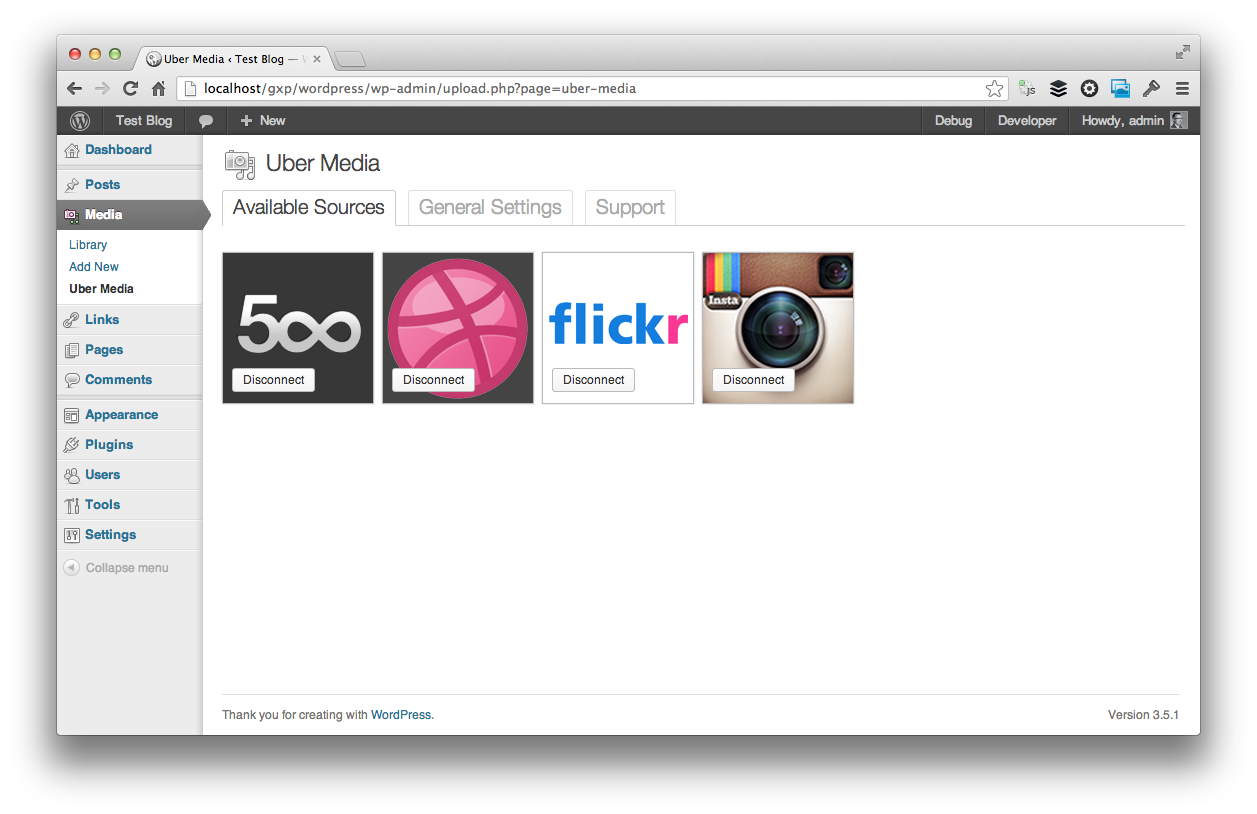 Uber Media ‹ Test Blog —
localhost/gxp/wordpress/wp-admin/upload.php?page=uber-media
js
Test Blog
+ New
Debug
Developer
Howdy, admin
Dashboard
Posts
Media
Library
Add New
Uber Media
Links
Pages
Comments
Appearance
Plugins
Users
Tools
Settings
Collapse menu
Uber Media
Available Sources
General Settings
Support
500
flickr
Insta
Disconnect
Disconnect
Disconnect
Disconnect
Thank you for creating with WordPress.
Version 3.5.1